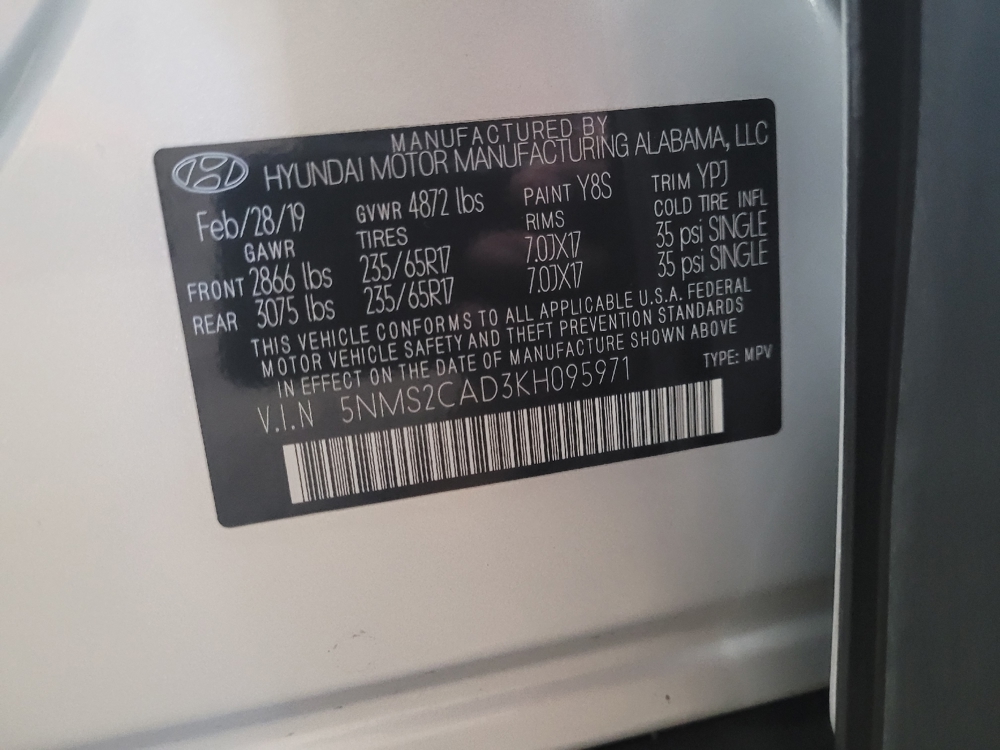 MANUFACTURED BY
HYUNDAI MOTOR MANUFACTURING ALABAMA, LLC
Feb/28/19 GVWR 4872 lbs PAINT Y8S TRIM YPJ
GAWR TIRES RIMS COLD TIRE INFL
FRONT 2866 lbs 235/65R17 7.0JX17 35 psi SINGLE
REAR 3075 lbs 235/65R17 7.0JX17 35 psi SINGLE
THIS VEHICLE CONFORMS TO ALL APPLICABLE U.S.A. FEDERAL
MOTOR VEHICLE SAFETY AND THEFT PREVENTION STANDARDS
IN EFFECT ON THE DATE OF MANUFACTURE SHOWN ABOVE
V.I.N 5NMS2CAD3KH095971 TYPE: MPV